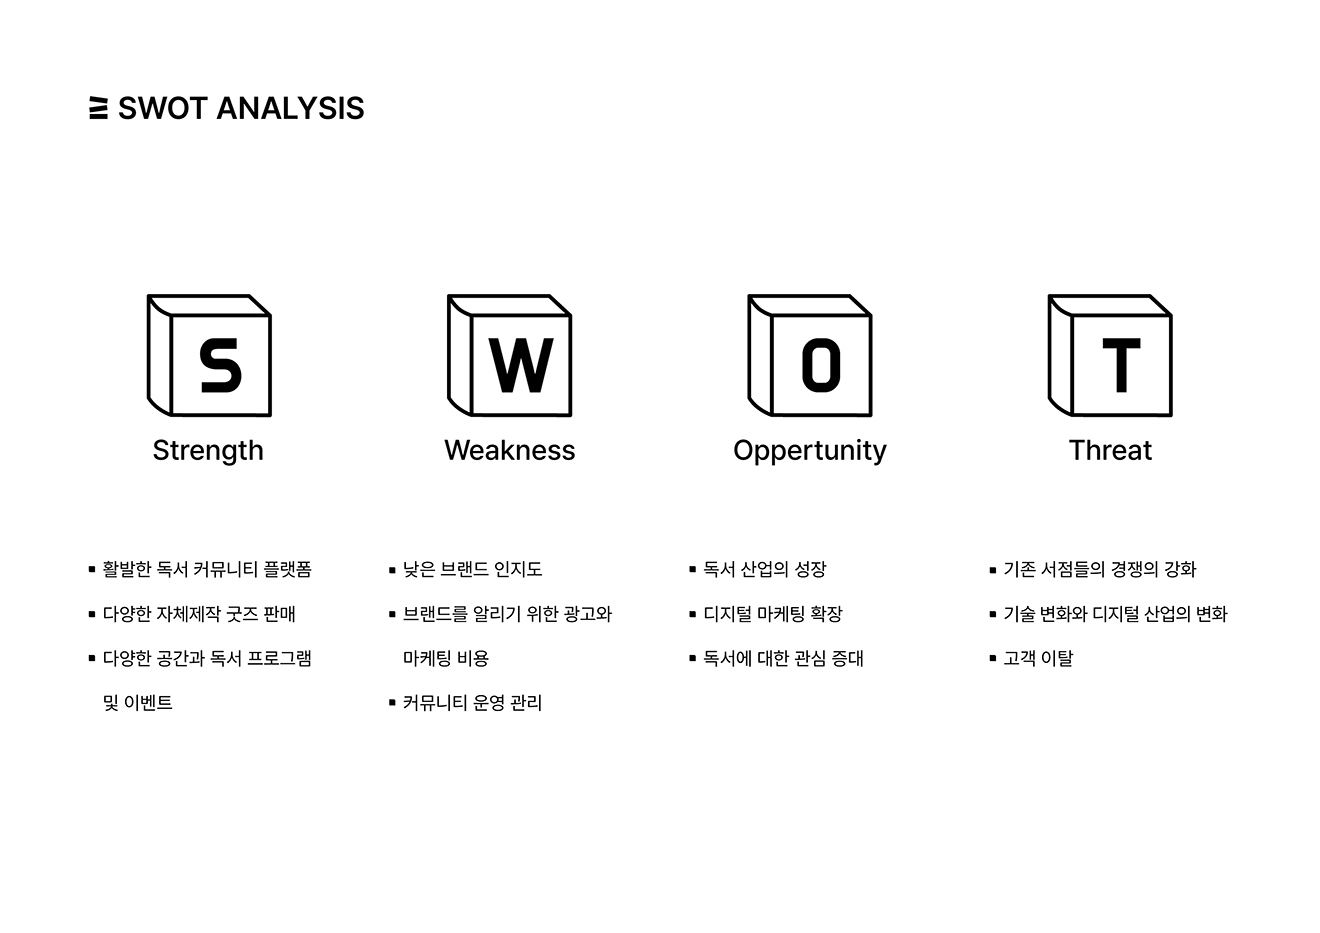 SWOT ANALYSIS
S
W
O
T
Strength
Weakness
Oppertunity
Threat
▪ 활발한 독서 커뮤니티 플랫폼
▪ 다양한 자체제작 굿즈 판매
▪ 다양한 공간과 독서 프로그램
및 이벤트
▪ 낮은 브랜드 인지도
▪ 브랜드를 알리기 위한 광고와
마케팅 비용
▪ 커뮤니티 운영 관리
▪ 독서 산업의 성장
▪ 디지털 마케팅 확장
▪ 독서에 대한 관심 증대
▪ 기존 서점들의 경쟁의 강화
▪ 기술 변화와 디지털 산업의 변화
▪ 고객 이탈